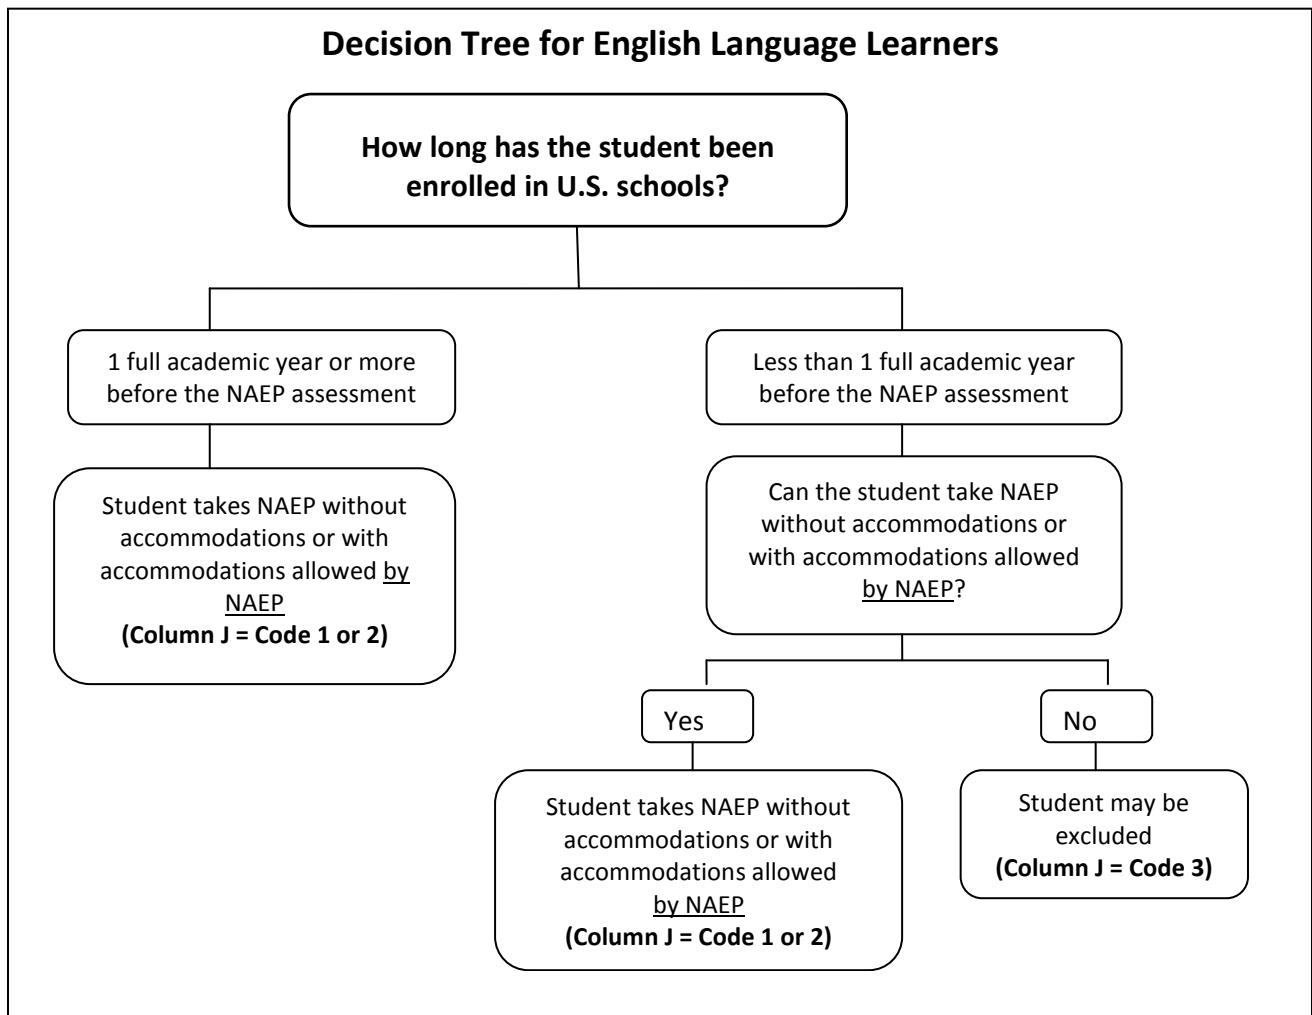 Decision Tree for English Language Learners
How long has the student been
enrolled in U.S. schools?
1 full academic year or more
before the NAEP assessment
Less than 1 full academic year
before the NAEP assessment
Student takes NAEP without
accommodations or with
accommodations allowed by
NAEP
(Column J = Code 1 or 2)
Can the student take NAEP
without accommodations or
with accommodations allowed
by NAEP?
Yes
No
Student takes NAEP without
accommodations or with
accommodations allowed
by NAEP
(Column J = Code 1 or 2)
Student may be
excluded
(Column J = Code 3)